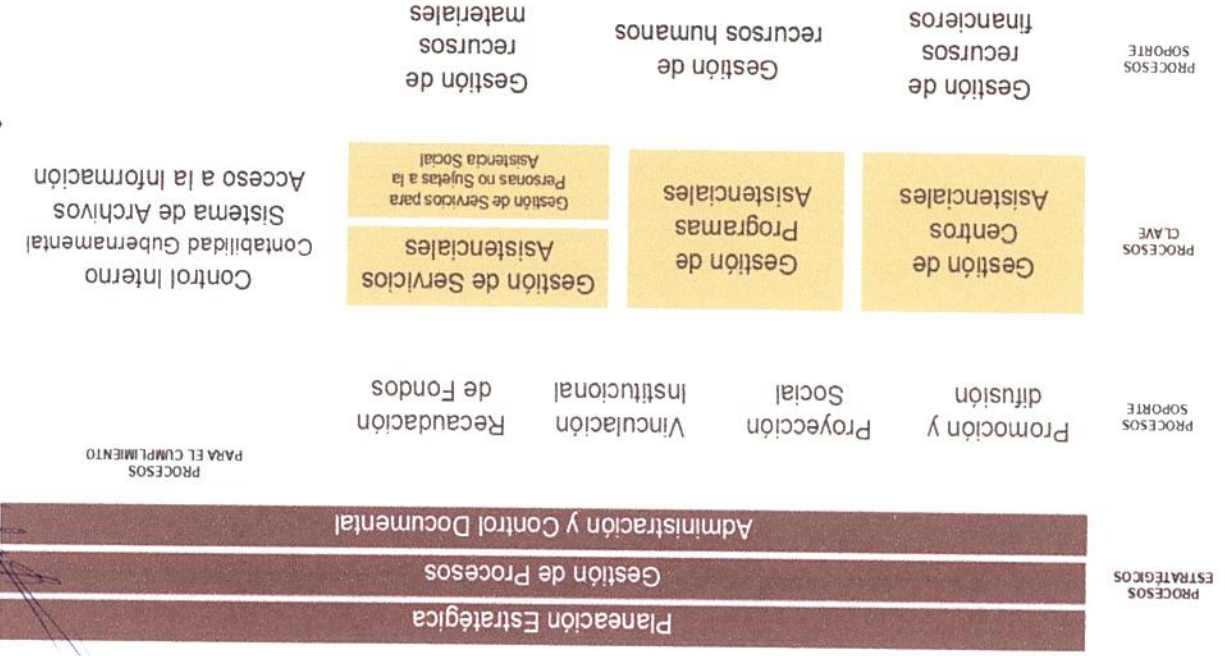 PROCESOS
ESTRATÉGICOS
Planeación Estratégica
Gestión de Procesos
Administración y Control Documental
PROCESOS
SOPORTE
Promoción y
difusión
Proyección
Social
Vinculación
Institucional
Recaudación
de Fondos
PROCESOS
PARA EL CUMPLIMIENTO
PROCESOS
CLAVE
Gestión de
Centros
Asistenciales
Gestión de
Programas
Asistenciales
Gestión de Servicios
Asistenciales
Gestión de Servicios para
Personas no Sujetas a la
Asistencia Social
Control Interno
Contabilidad Gubernamental
Sistema de Archivos
Acceso a la Información
PROCESOS
SOPORTE
Gestión de
recursos
financieros
Gestión de
recursos humanos
Gestión de
recursos
materiales